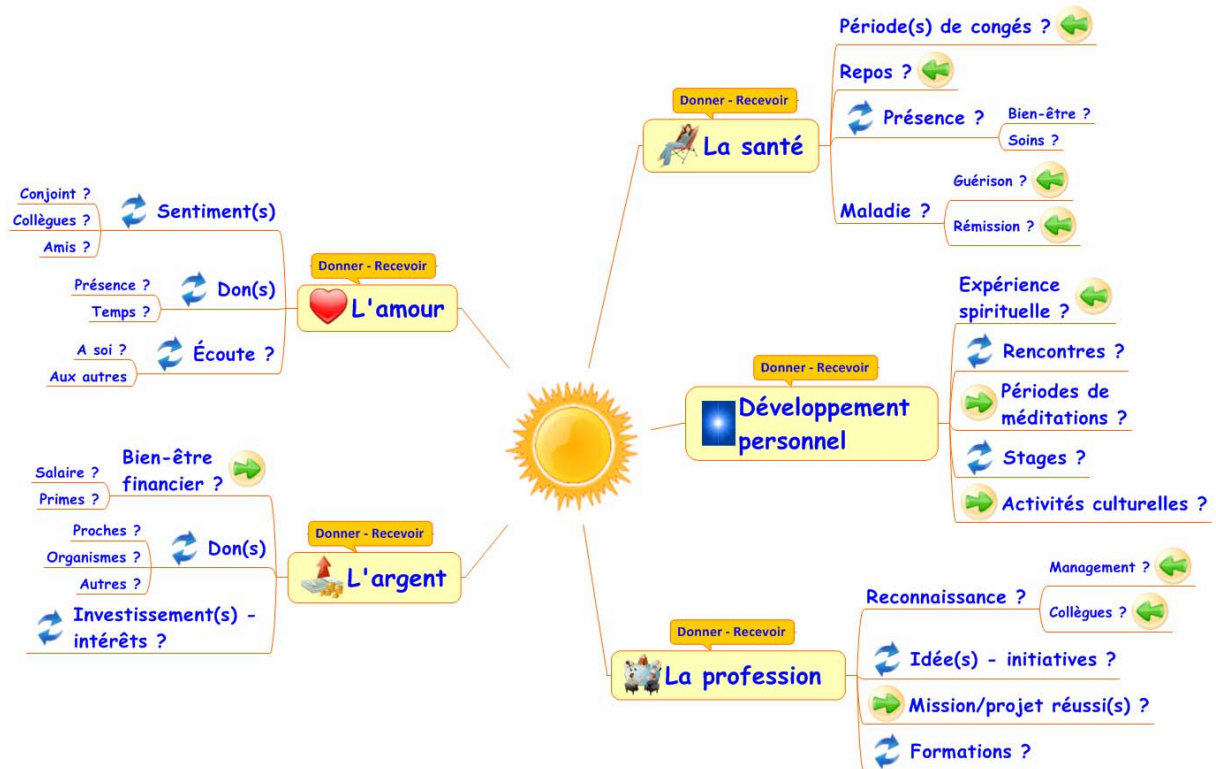 Donner - Recevoir
La santé
Période(s) de congés ?
Repos ?
Présence ?
Bien-être ?
Soins ?
Maladie ?
Guérison ?
Rémission ?
Donner - Recevoir
Développement
personnel
Expérience
spirituelle ?
Rencontres ?
Périodes de
méditations ?
Stages ?
Activités culturelles ?
Donner - Recevoir
La profession
Reconnaissance ?
Management ?
Collègues ?
Idée(s) - initiatives ?
Mission/projet réussi(s) ?
Formations ?
Donner - Recevoir
L'amour
Sentiment(s)
Conjoint ?
Collègues ?
Amis ?
Don(s)
Présence ?
Temps ?
Écoute ?
A soi ?
Aux autres
Donner - Recevoir
L'argent
Bien-être
financier ?
Salaire ?
Primes ?
Don(s)
Proches ?
Organismes ?
Autres ?
Investissement(s) -
intérêts ?